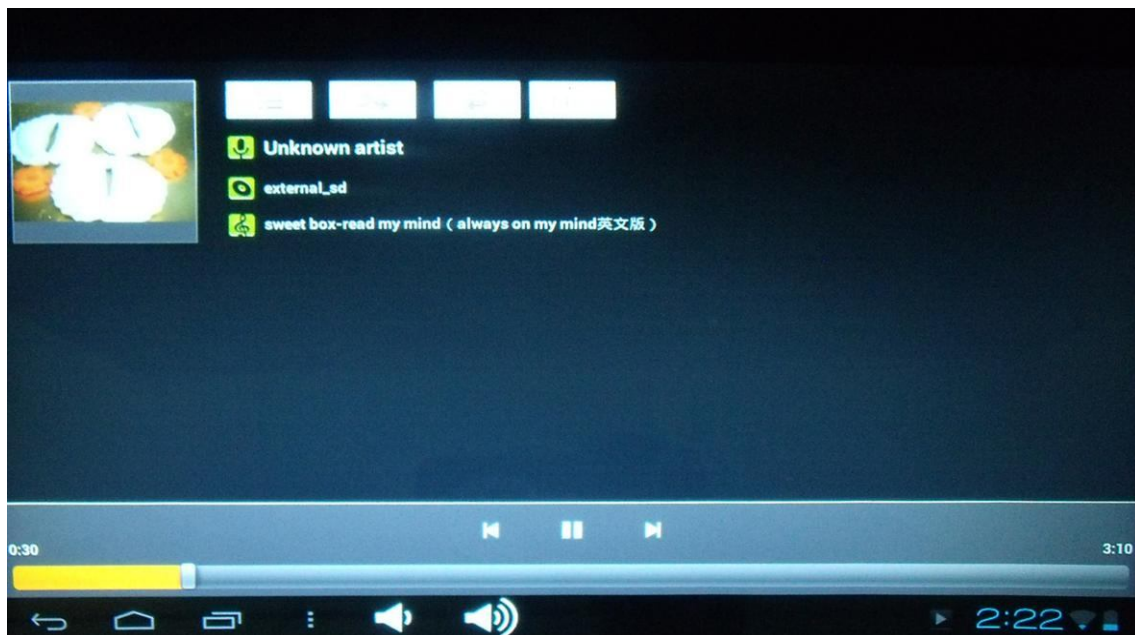 Unknown artist
external_sd
sweet box-read my mind（always on my mind英文版）
0:30
3:10
2:22